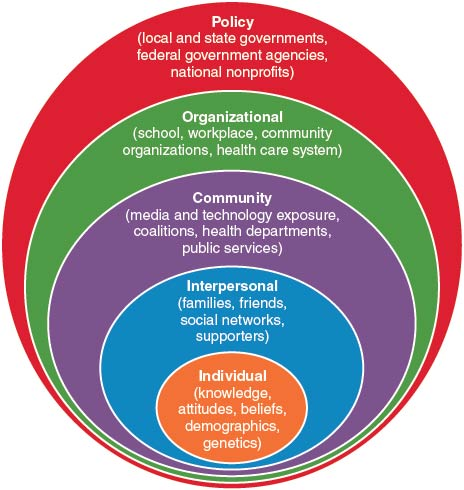 Policy
(local and state governments,
federal government agencies,
national nonprofits)
Organizational
(school, workplace, community
organizations, health care system)
Community
(media and technology exposure,
coalitions, health departments,
public services)
Interpersonal
(families, friends,
social networks,
supporters)
Individual
(knowledge,
attitudes, beliefs,
demographics,
genetics)